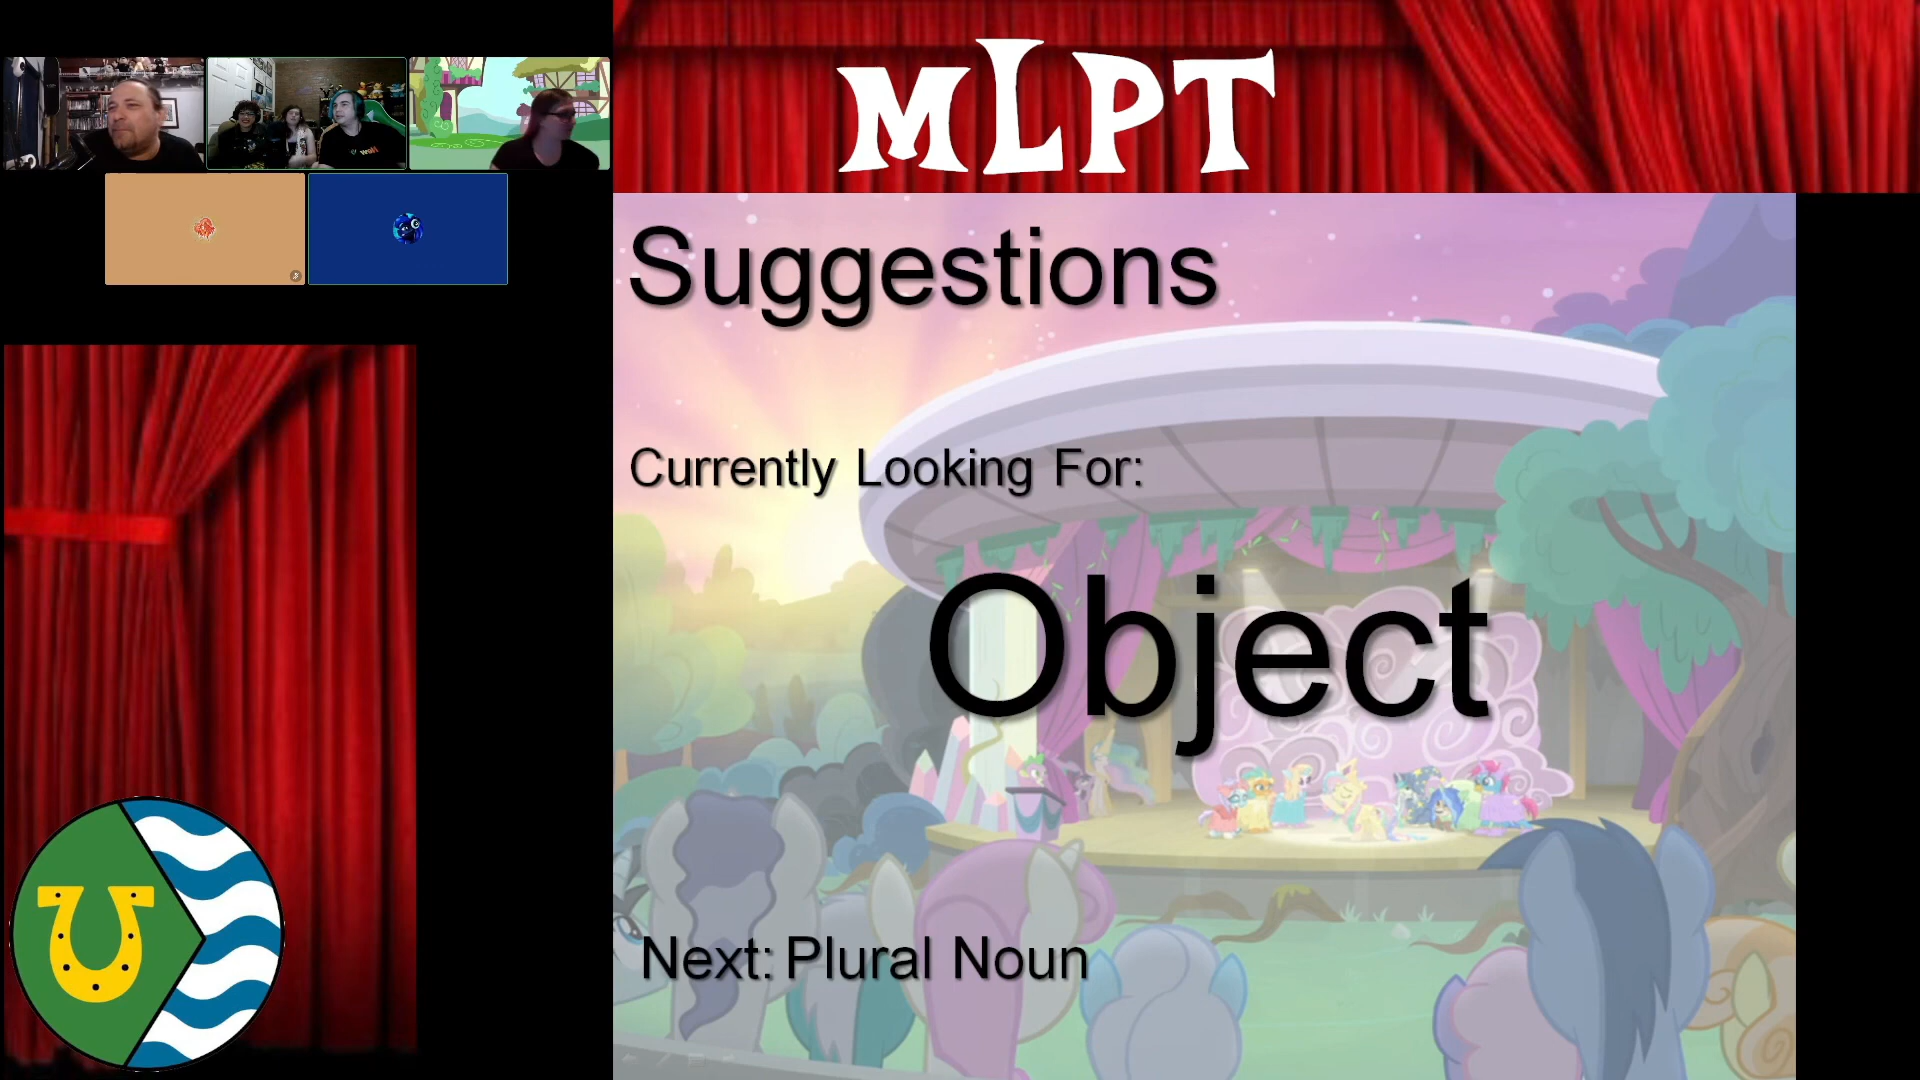 MLPT
Suggestions
Currently Looking For:
Object
Next: Plural Noun